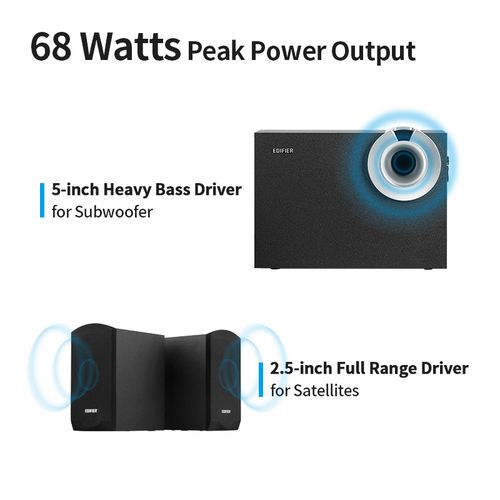 68 Watts Peak Power Output
EDIFIER
5-inch Heavy Bass Driver
for Subwoofer
2.5-inch Full Range Driver
for Satellites
EDIFIER
EDIFIER